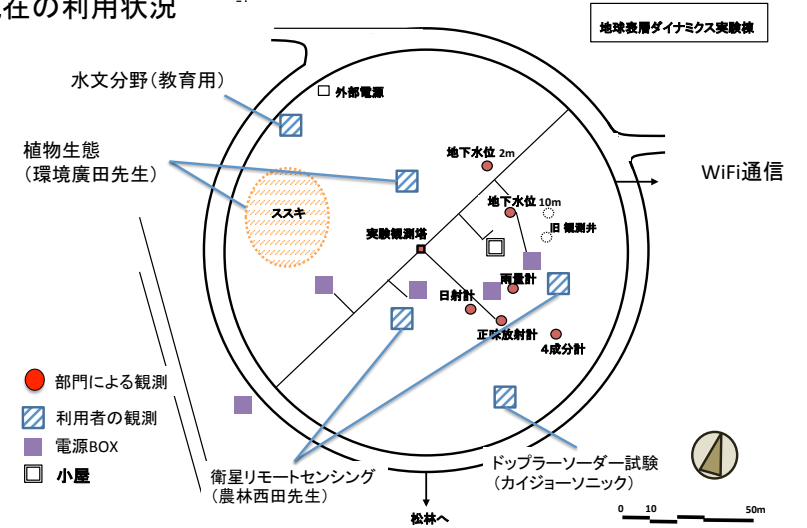 在の利用状況
地球表層ダイナミクス実験棟
水文分野(教育用)
外部電源
植物生態
(環境廣田先生)
地下水位 2m
WiFi通信
ススキ
地下水位 10m
旧 観測井
実験観測塔
雨量計
日射計
正味放射計
4成分計
部門による観測
利用者の観測
電源BOX
小屋
衛星リモートセンシング
(農林西田先生)
ドップラーソーダー試験
(カイジョーソニック)
松林へ
0 10 50m